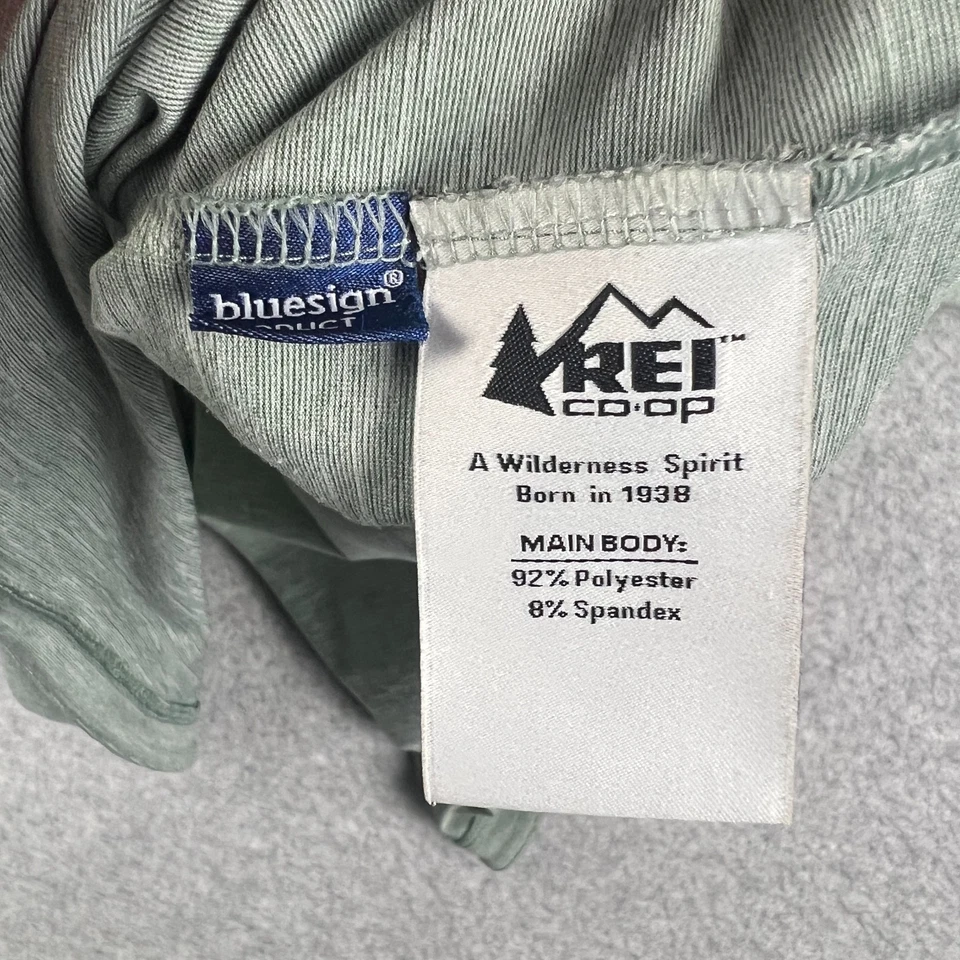 bluesign®
REI™
CO·OP
A Wilderness Spirit
Born in 1938
MAIN BODY:
92% Polyester
8% Spandex